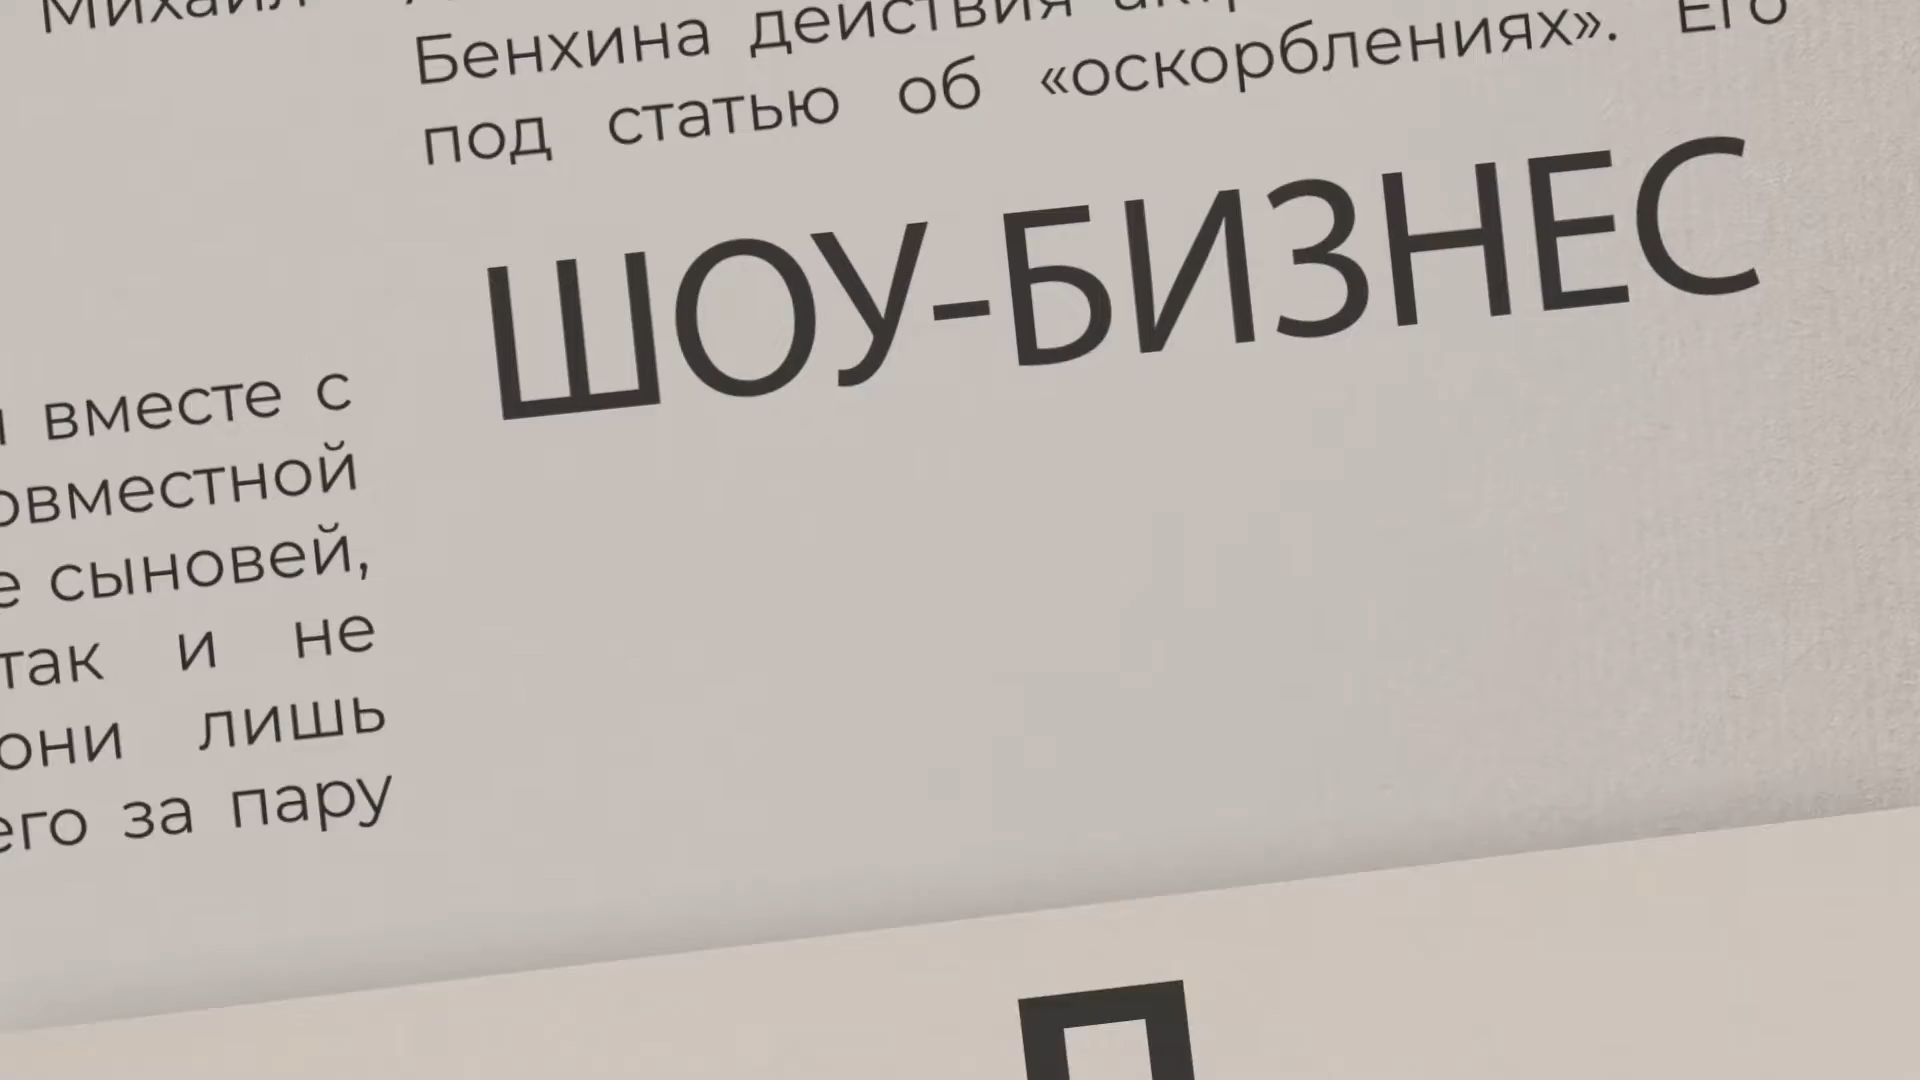 Михаил
Бенхина действия
под статью об «оскорблениях». Его
ШОУ-БИЗНЕС
вместе с
овместной
е сыновей,
так и не
они лишь
его за пару
П